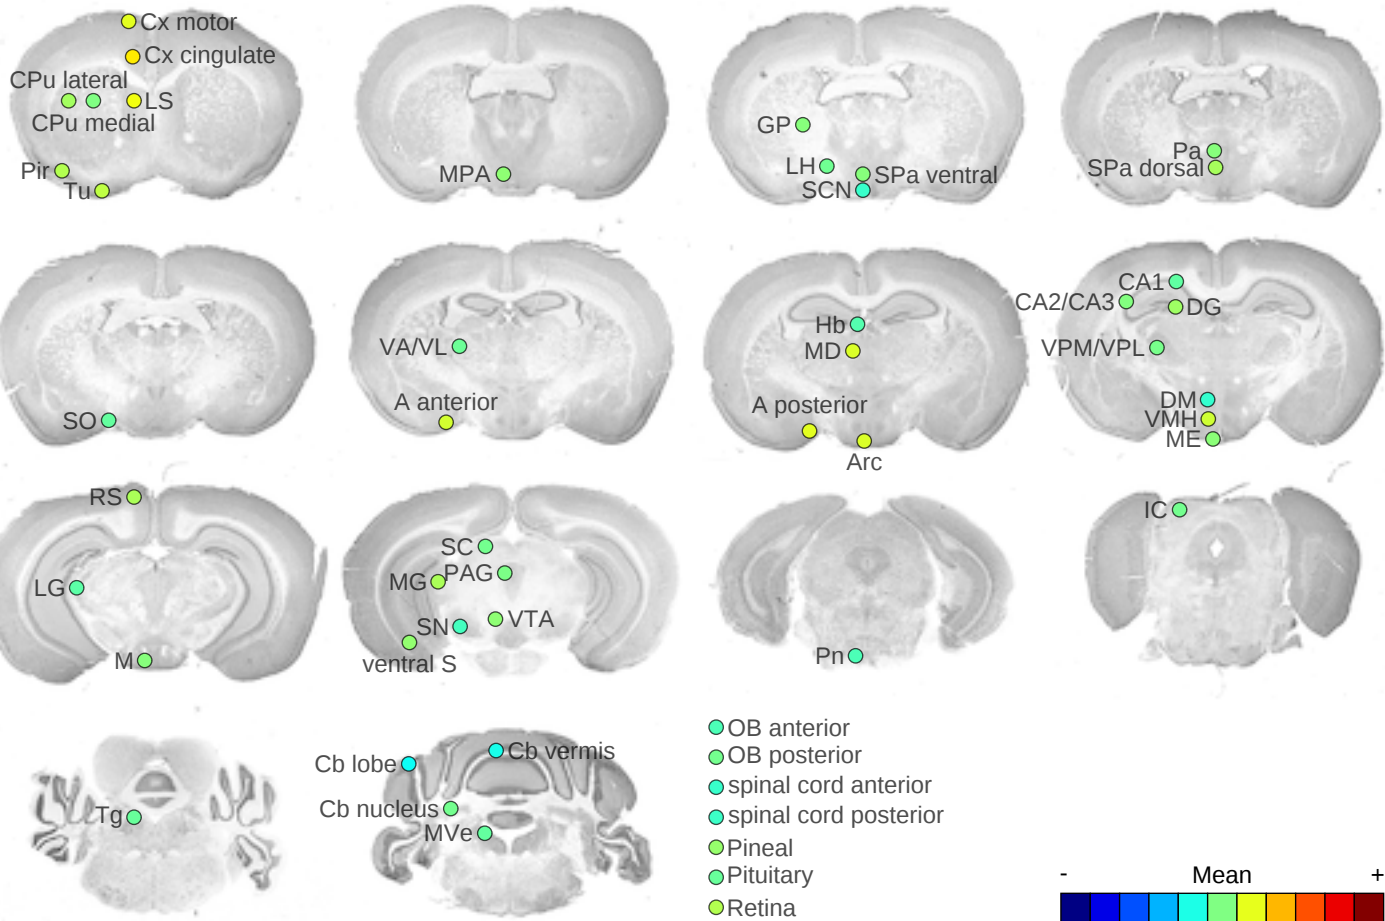 Cx motor
Cx cingulate
CPu lateral
LS
CPu medial
Pir
Tu
MPA
GP
LH
SPa ventral
SCN
Pa
SPa dorsal
SO
VA/VL
A anterior
Hb
MD
A posterior
Arc
CA1
CA2/CA3
DG
VPM/VPL
DM
VMH
ME
RS
LG
M
SC
MG
PAG
SN
VTA
ventral S
Pn
IC
Tg
Cb lobe
Cb vermis
Cb nucleus
MVe
OB anterior
OB posterior
spinal cord anterior
spinal cord posterior
Pineal
Pituitary
Retina
- Mean +